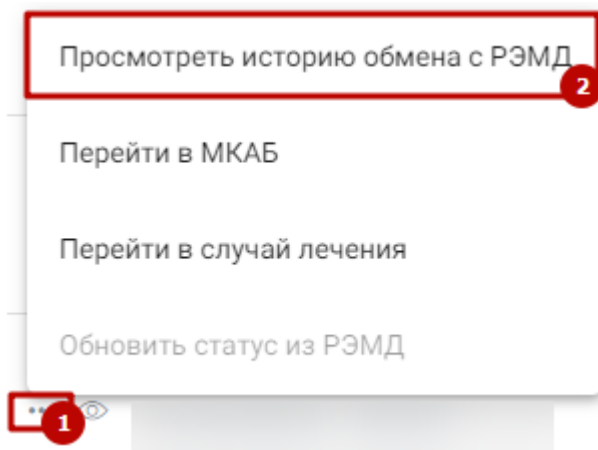 Просмотреть историю обмена с РЭМД
2
Перейти в МКАБ
Перейти в случай лечения
Обновить статус из РЭМД
1